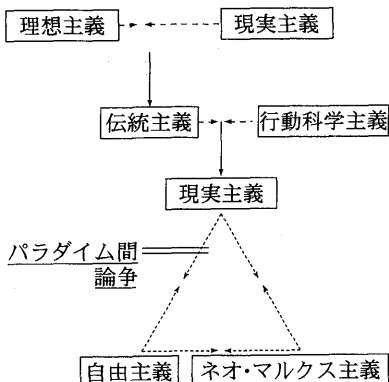 理想主義 現実主義
伝統主義 行動科学主義
現実主義
パラダイム間
論争
自由主義 ネオ・マルクス主義